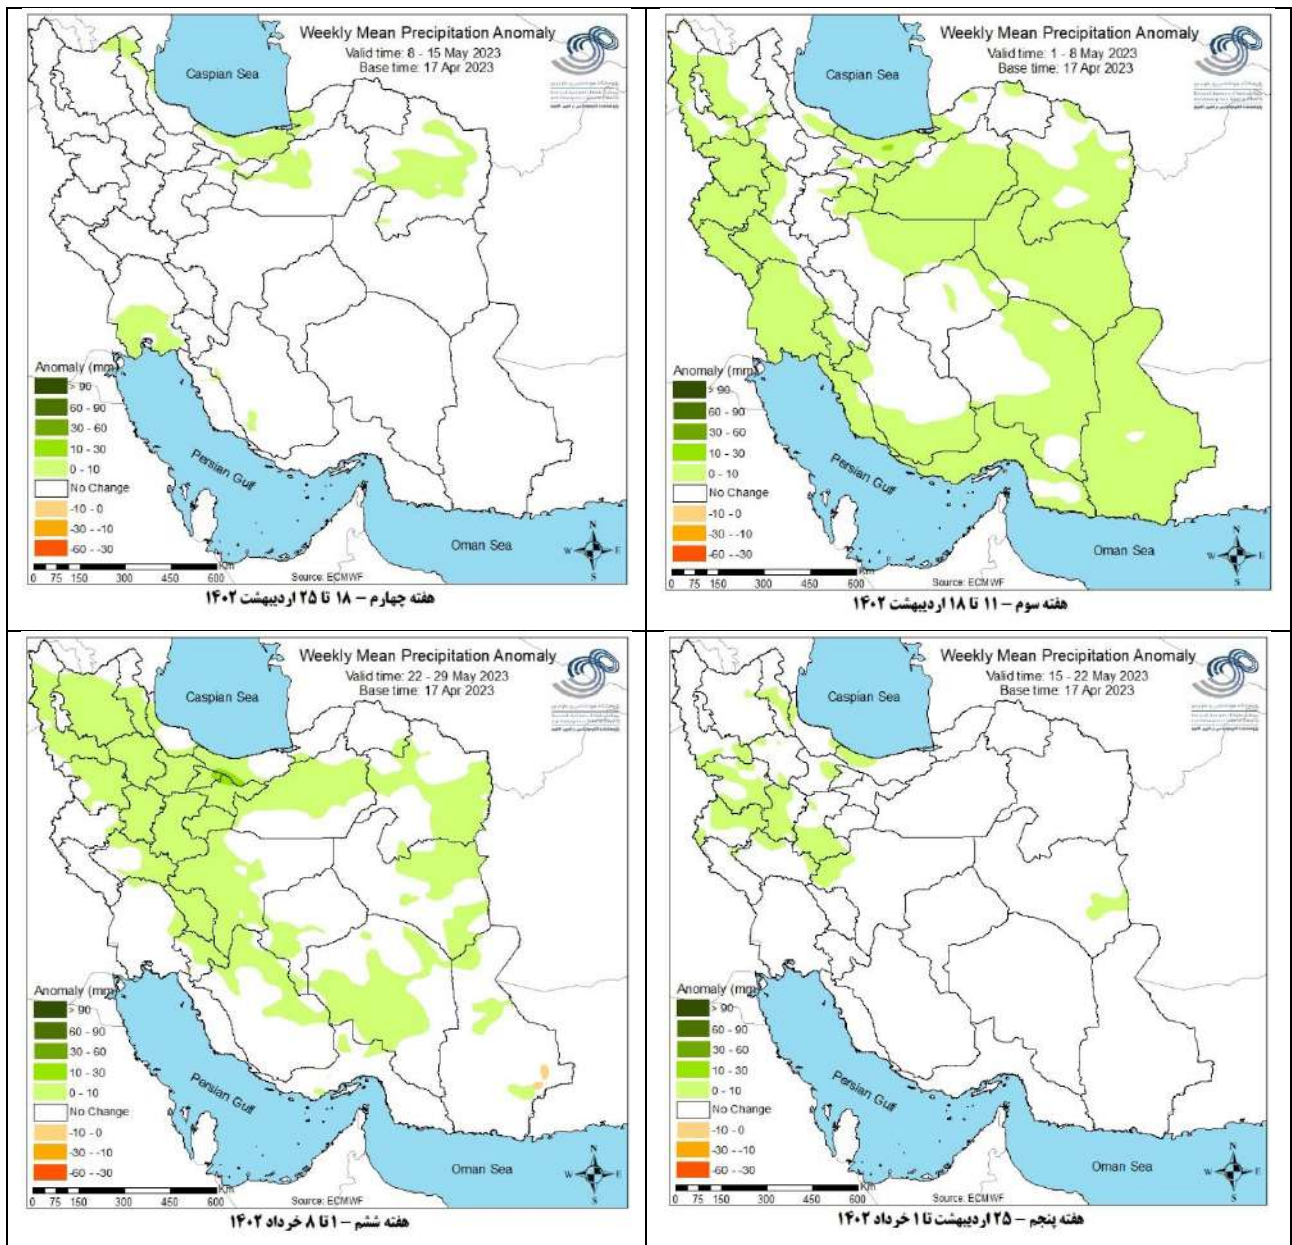 Weekly Mean Precipitation Anomaly
Valid time: 8 - 15 May 2023
Base time: 17 Apr 2023
Caspian Sea
Anomaly (mm)
> 90
60 - 90
30 - 60
10 - 30
0 - 10
No Change
-10 - 0
-30 - -10
-60 - -30
Persian Gulf
Oman Sea
N
W E
S
Km
0 75 150 300 450 600
Source: ECMWF
هفته چهارم – ۱۸ تا ۲۵ اردیبهشت ۱۴۰۲
Weekly Mean Precipitation Anomaly
Valid time: 1 - 8 May 2023
Base time: 17 Apr 2023
Caspian Sea
Anomaly (mm)
> 90
60 - 90
30 - 60
10 - 30
0 - 10
No Change
-10 - 0
-30 - -10
-60 - -30
Persian Gulf
Oman Sea
N
W E
S
Km
0 75 150 300 450 600
Source: ECMWF
هفته سوم – ۱۱ تا ۱۸ اردیبهشت ۱۴۰۲
Weekly Mean Precipitation Anomaly
Valid time: 22 - 29 May 2023
Base time: 17 Apr 2023
Caspian Sea
Anomaly (mm)
> 90
60 - 90
30 - 60
10 - 30
0 - 10
No Change
-10 - 0
-30 - -10
-60 - -30
Persian Gulf
Oman Sea
N
W E
S
Km
0 75 150 300 450 600
Source: ECMWF
هفته ششم – ۱ تا ۸ خرداد ۱۴۰۲
Weekly Mean Precipitation Anomaly
Valid time: 15 - 22 May 2023
Base time: 17 Apr 2023
Caspian Sea
Anomaly (mm)
> 90
60 - 90
30 - 60
10 - 30
0 - 10
No Change
-10 - 0
-30 - -10
-60 - -30
Persian Gulf
Oman Sea
N
W E
S
Km
0 75 150 300 450 600
Source: ECMWF
هفته پنجم – ۲۵ اردیبهشت تا ۱ خرداد ۱۴۰۲